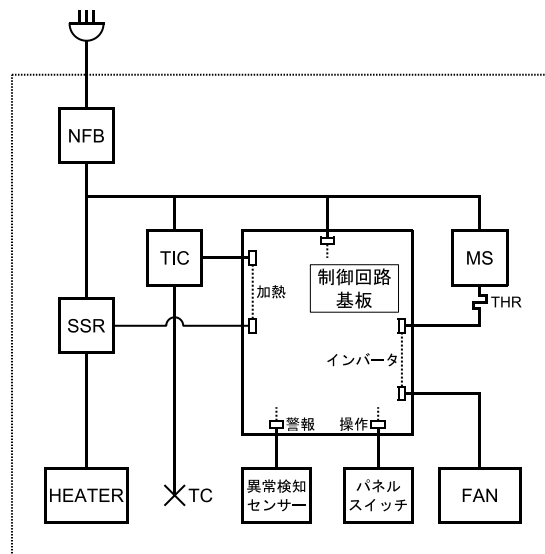 NFB
TIC
MS
制御回路
基板
加熱
THR
SSR
インバータ
警報
操作
HEATER
TC
異常検知
センサー
パネル
スイッチ
FAN